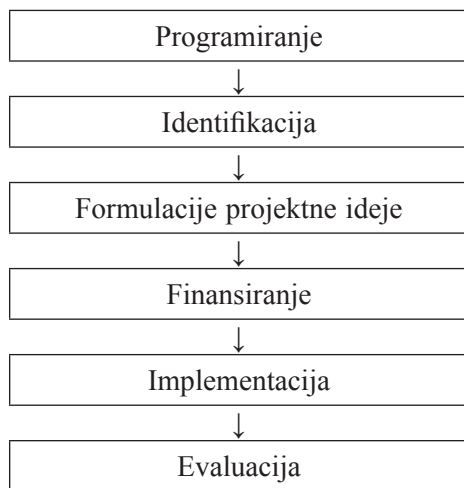 Programiranje
↓
Identifikacija
↓
Formulacije projektne ideje
↓
Finansiranje
↓
Implementacija
↓
Evaluacija